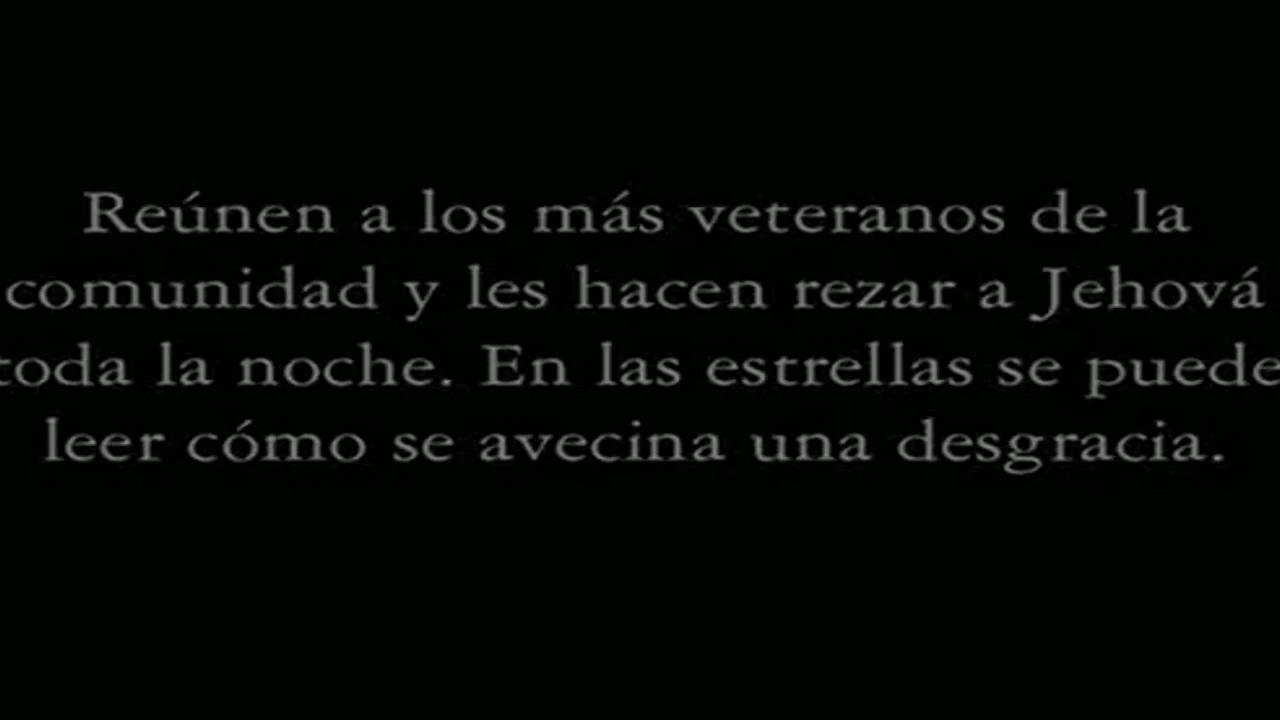 Reúnen a los más veteranos de la
comunidad y les hacen rezar a Jehová
toda la noche. En las estrellas se puede
leer cómo se avecina una desgracia.